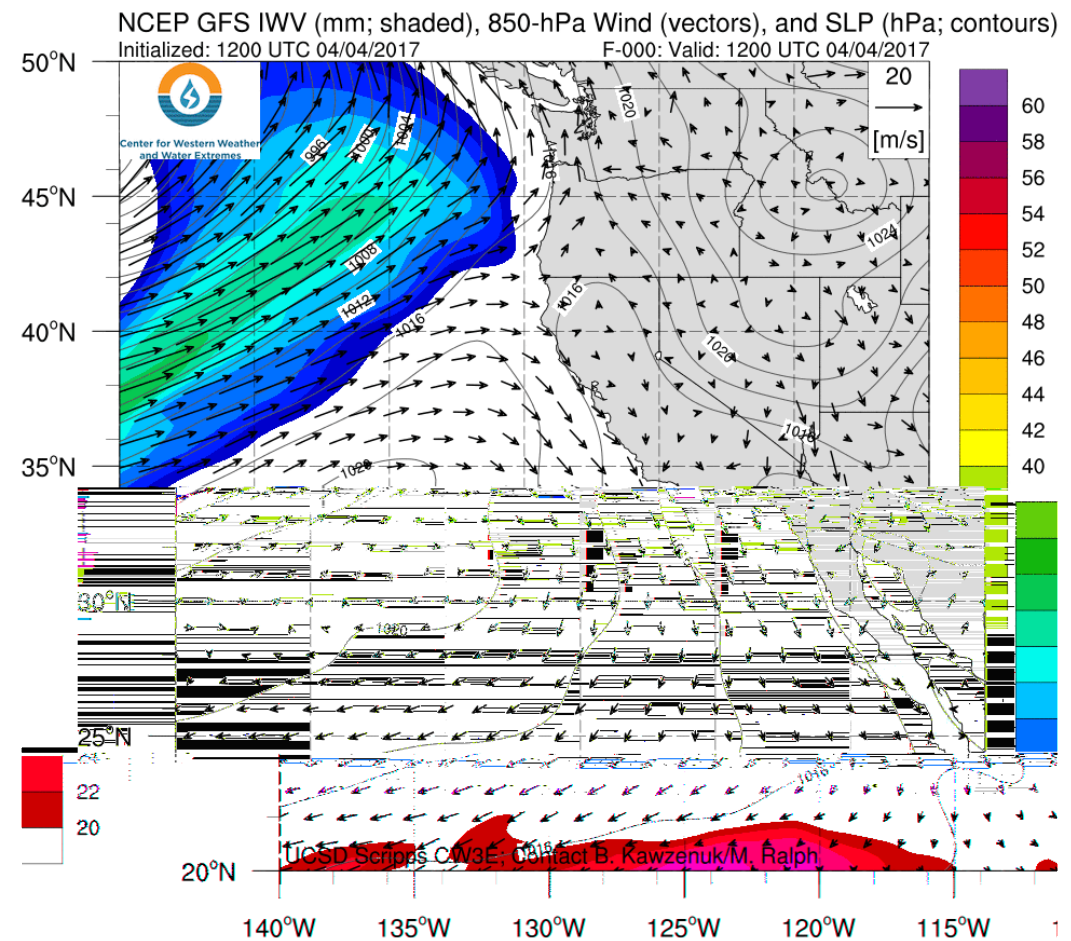 NCEP GFS IWV (mm; shaded), 850-hPa Wind (vectors), and SLP (hPa; contours)
Initialized: 1200 UTC 04/04/2017
F-000: Valid: 1200 UTC 04/04/2017
50°N
20
[m/s]
Center for Western Weather
and Water Extremes
60
58
56
54
52
50
48
46
44
42
40
1020
996
1000
1004
1016
45°N
1024
1008
1016
1012
1016
40°N
1020
1016
35°N
1020
30°N
1020
25°N
1016
22
20
1016
UCSD Scripps CW3E; Contact B. Kawzenuk/M. Ralph
20°N
140°W
135°W
130°W
125°W
120°W
115°W